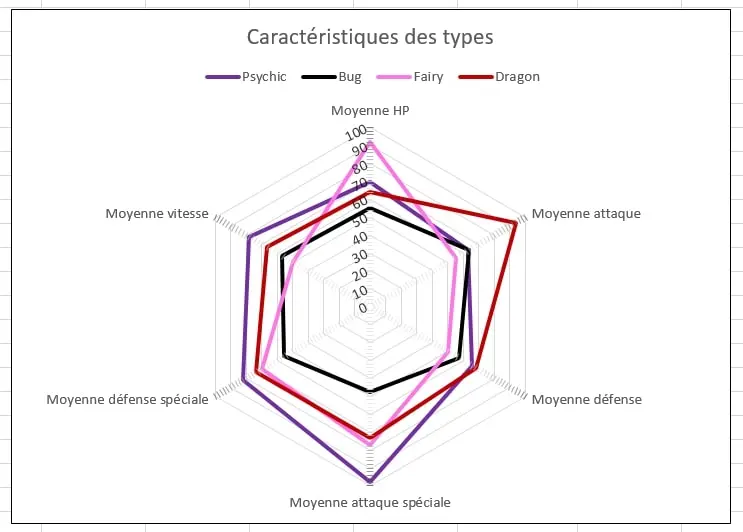 Caractéristiques des types
Psychic Bug Fairy Dragon
Moyenne HP
100
90
80
70
60
50
40
30
20
10
0
Moyenne vitesse
Moyenne attaque
Moyenne défense spéciale
Moyenne défense
Moyenne attaque spéciale